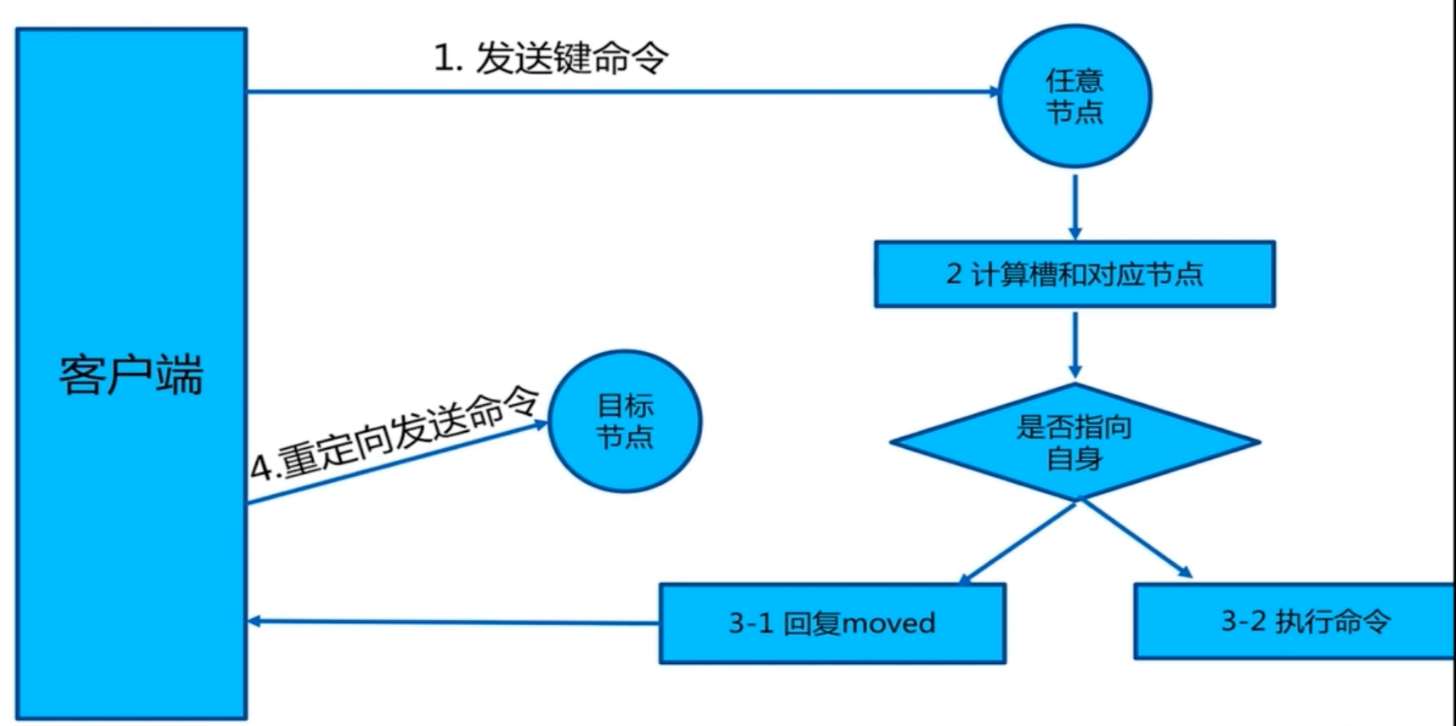 1. 发送键命令
任意
节点
2 计算槽和对应节点
客户端
4.重定向发送命令
目标
节点
是否指向
自身
3-1 回复moved
3-2 执行命令